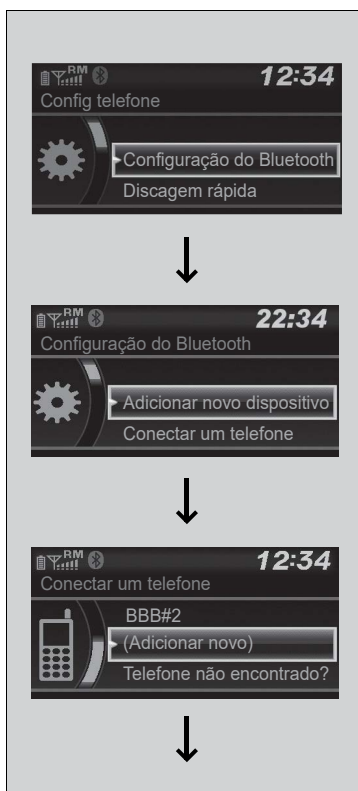 RM
12:34
Config telefone
Configuração do Bluetooth
Discagem rápida
RM
22:34
Configuração do Bluetooth
Adicionar novo dispositivo
Conectar um telefone
RM
12:34
Conectar um telefone
BBB#2
(Adicionar novo)
Telefone não encontrado?